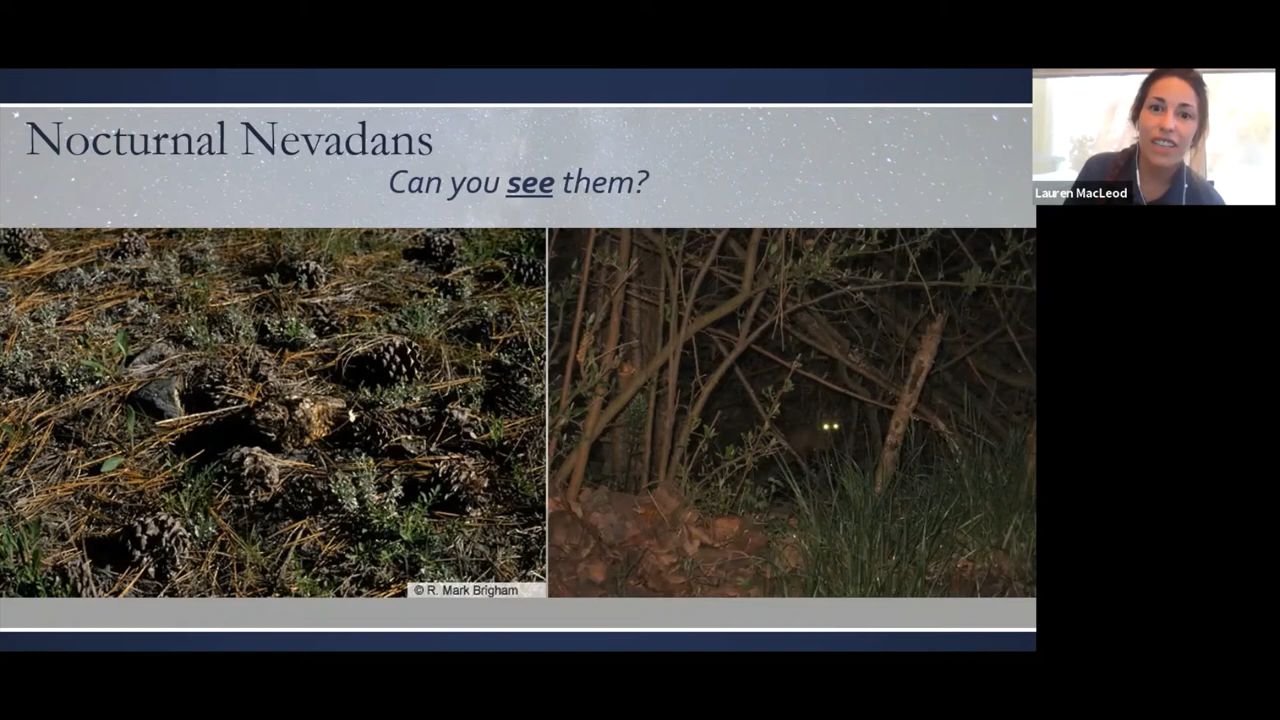 Nocturnal Nevadans
Can you see them?
Lauren MacLeod
© R. Mark Brigham